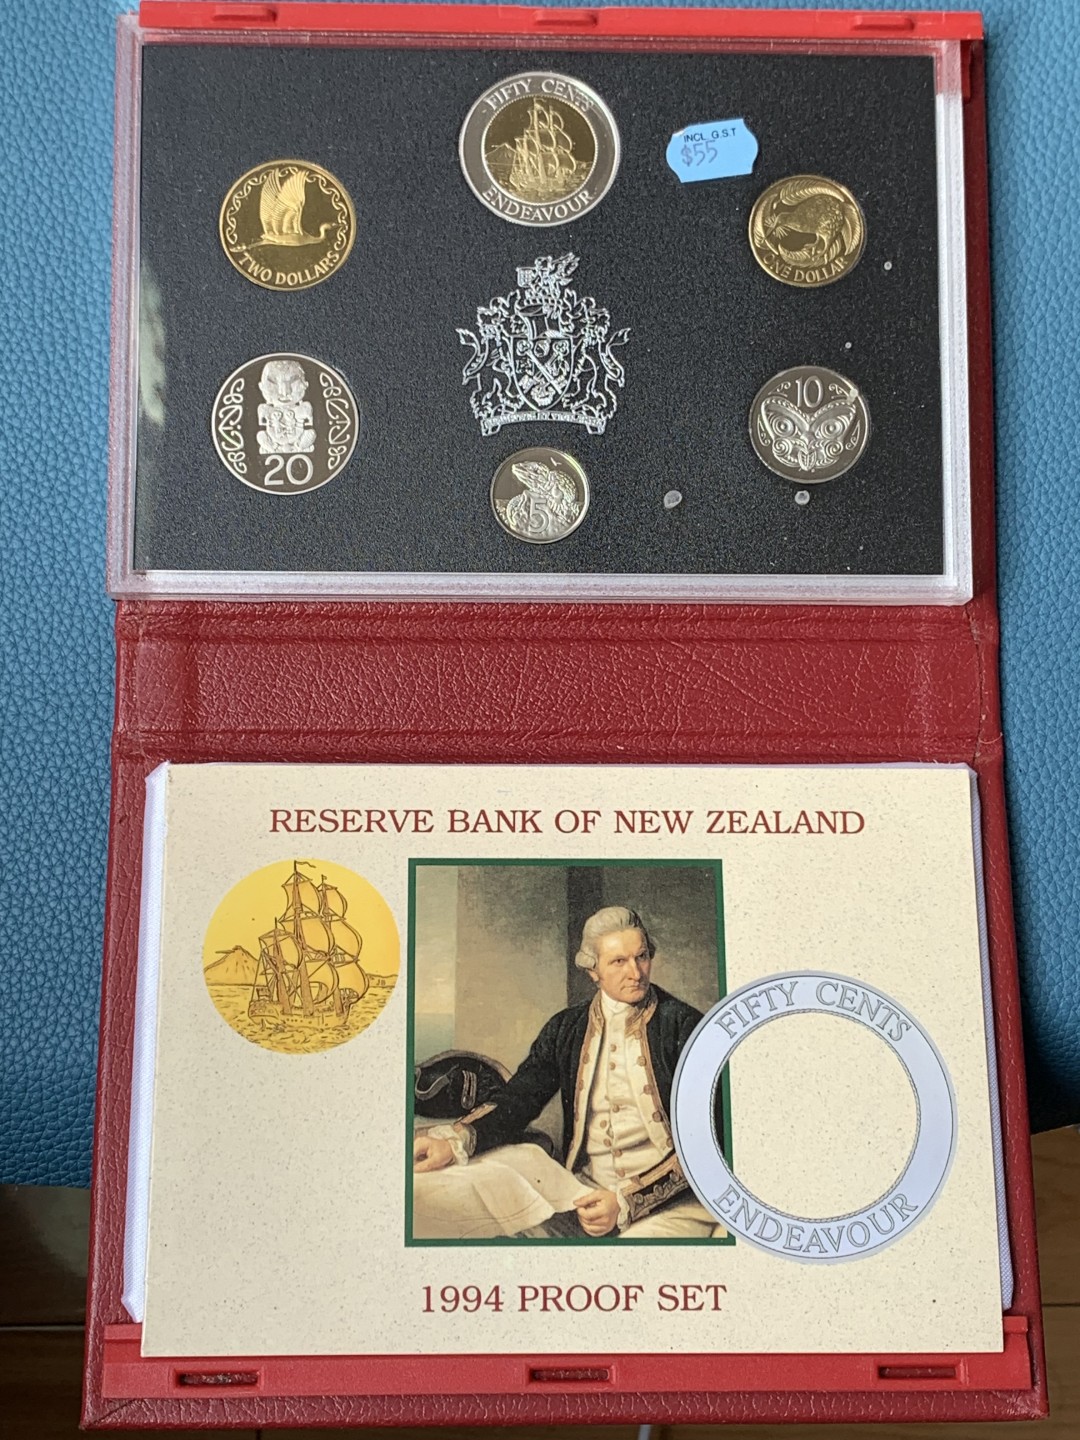 FIFTY CENTS
ENDEAVOUR
INCL. G.S.T
$55
TWO DOLLARS
ONE DOLLAR
20
10
5
RESERVE BANK OF NEW ZEALAND
JB
FIFTY CENTS
ENDEAVOUR
1994 PROOF SET